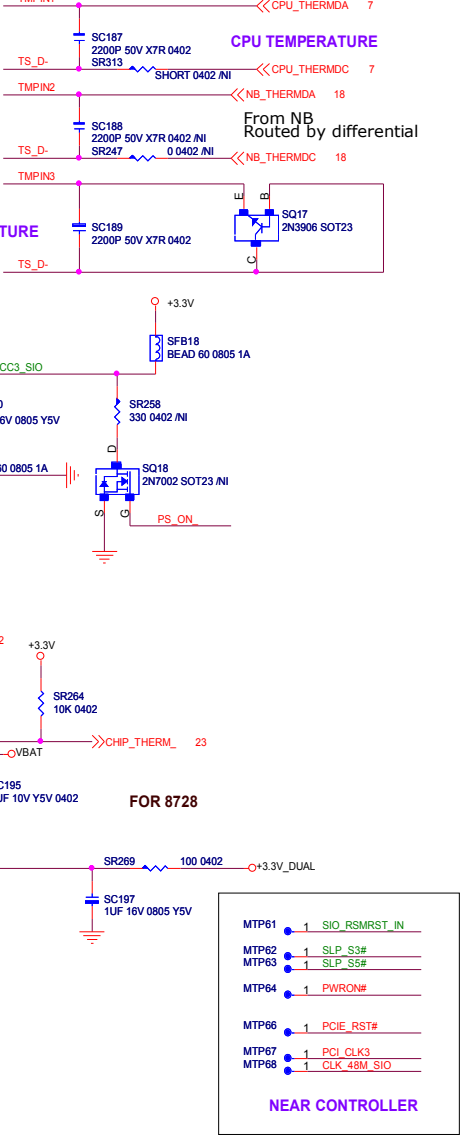 CPU_THERMDA 7
SC187
2200P 50V X7R 0402
CPU TEMPERATURE
TS_D-
SR313
SHORT 0402 /NI
CPU_THERMDC 7
TMPIN2
NB_THERMDA 18
SC188
2200P 50V X7R 0402 /NI
From NB
Routed by differential
TS_D-
SR247
0 0402 /NI
NB_THERMDC 18
TMPIN3
E
B
SQ17
2N3906 SOT23
TURE
SC189
2200P 50V X7R 0402
C
TS_D-
+3.3V
SFB18
BEAD 60 0805 1A
CC3_SIO
SR258
330 0402 /NI
6V 0805 Y5V
D
60 0805 1A
SQ18
2N7002 SOT23 /NI
S
G
PS_ON_
2
+3.3V
SR264
10K 0402
CHIP_THERM_ 23
VBAT
C195
UF 10V Y5V 0402
FOR 8728
SR269
100 0402
+3.3V_DUAL
SC197
1UF 16V 0805 Y5V
MTP61 1 SIO_RSMRST_IN
MTP62 1 SLP_S3#
MTP63 1 SLP_S5#
MTP64 1 PWRON#
MTP66 1 PCIE_RST#
MTP67 1 PCI_CLK3
MTP68 1 CLK_48M_SIO
NEAR CONTROLLER